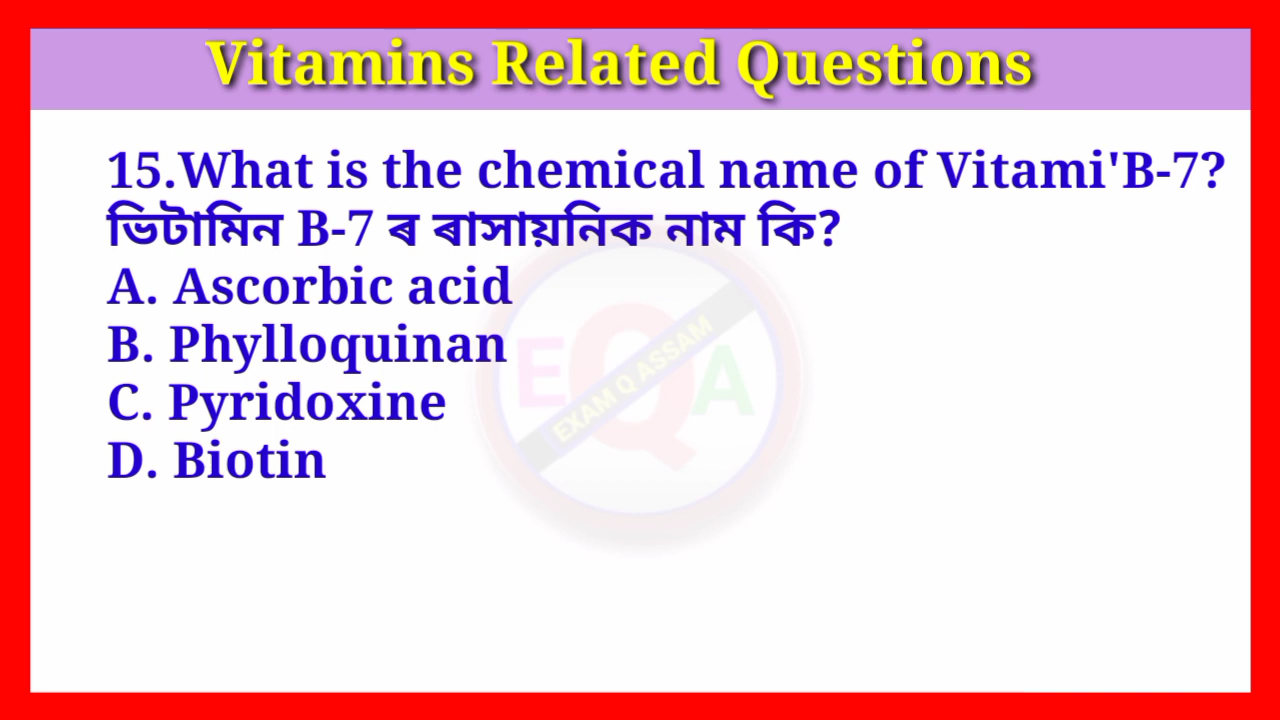 Vitamins Related Questions
15.What is the chemical name of Vitami'B-7?
ভিটামিন B-7 ৰ ৰাসায়নিক নাম কি?
A. Ascorbic acid
B. Phylloquinan
C. Pyridoxine
D. Biotin
EQA
EXAM Q ASSAM